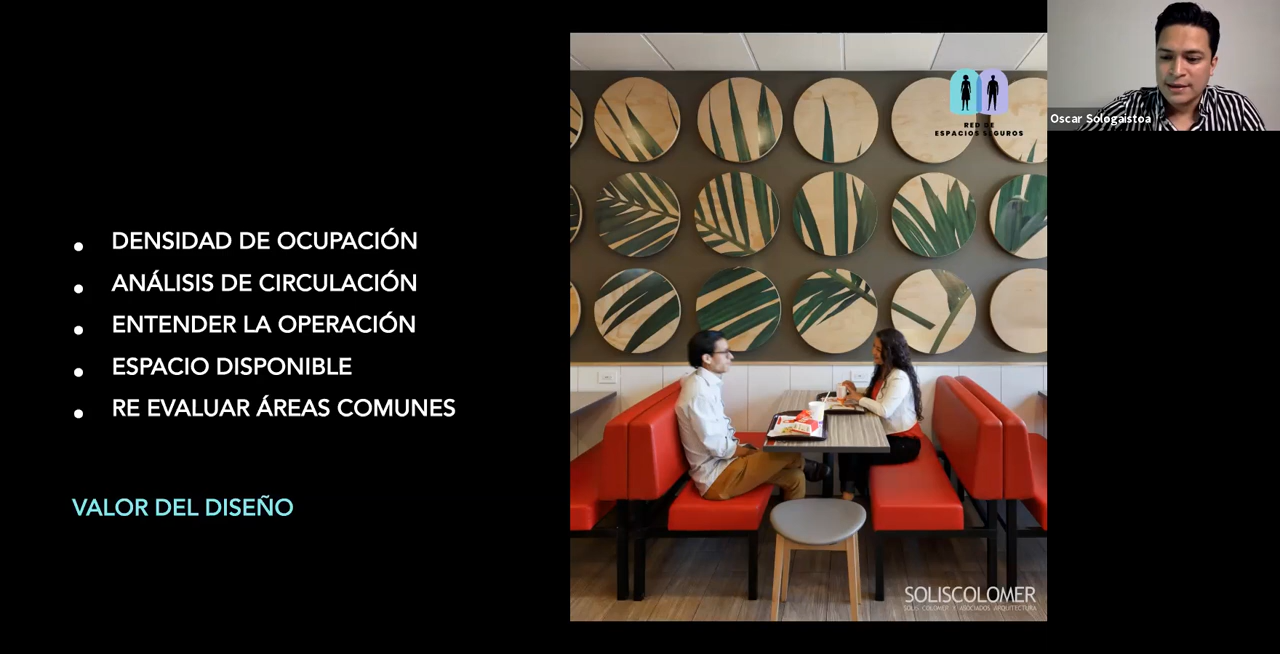 DENSIDAD DE OCUPACIÓN
ANÁLISIS DE CIRCULACIÓN
ENTENDER LA OPERACIÓN
ESPACIO DISPONIBLE
RE EVALUAR ÁREAS COMUNES
VALOR DEL DISEÑO
RED DE
ESPACIOS SEGUROS
SOLISCOLOMER
SOLIS COLOMER Y ASOCIADOS ARQUITECTURA
Oscar Sologaistoa